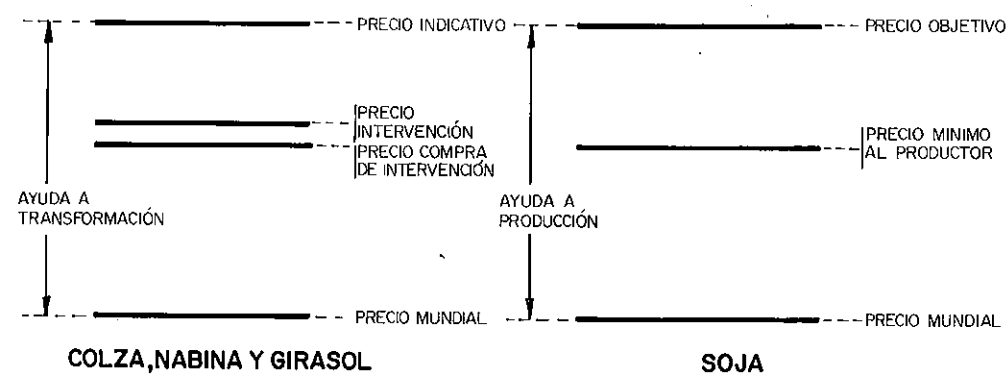 PRECIO INDICATIVO
PRECIO
INTERVENCIÓN
PRECIO COMPRA
DE INTERVENCIÓN
AYUDA A
TRANSFORMACIÓN
PRECIO MUNDIAL
COLZA, NABINA Y GIRASOL
PRECIO OBJETIVO
PRECIO MINIMO
AL PRODUCTOR
AYUDA A
PRODUCCIÓN
PRECIO MUNDIAL
SOJA